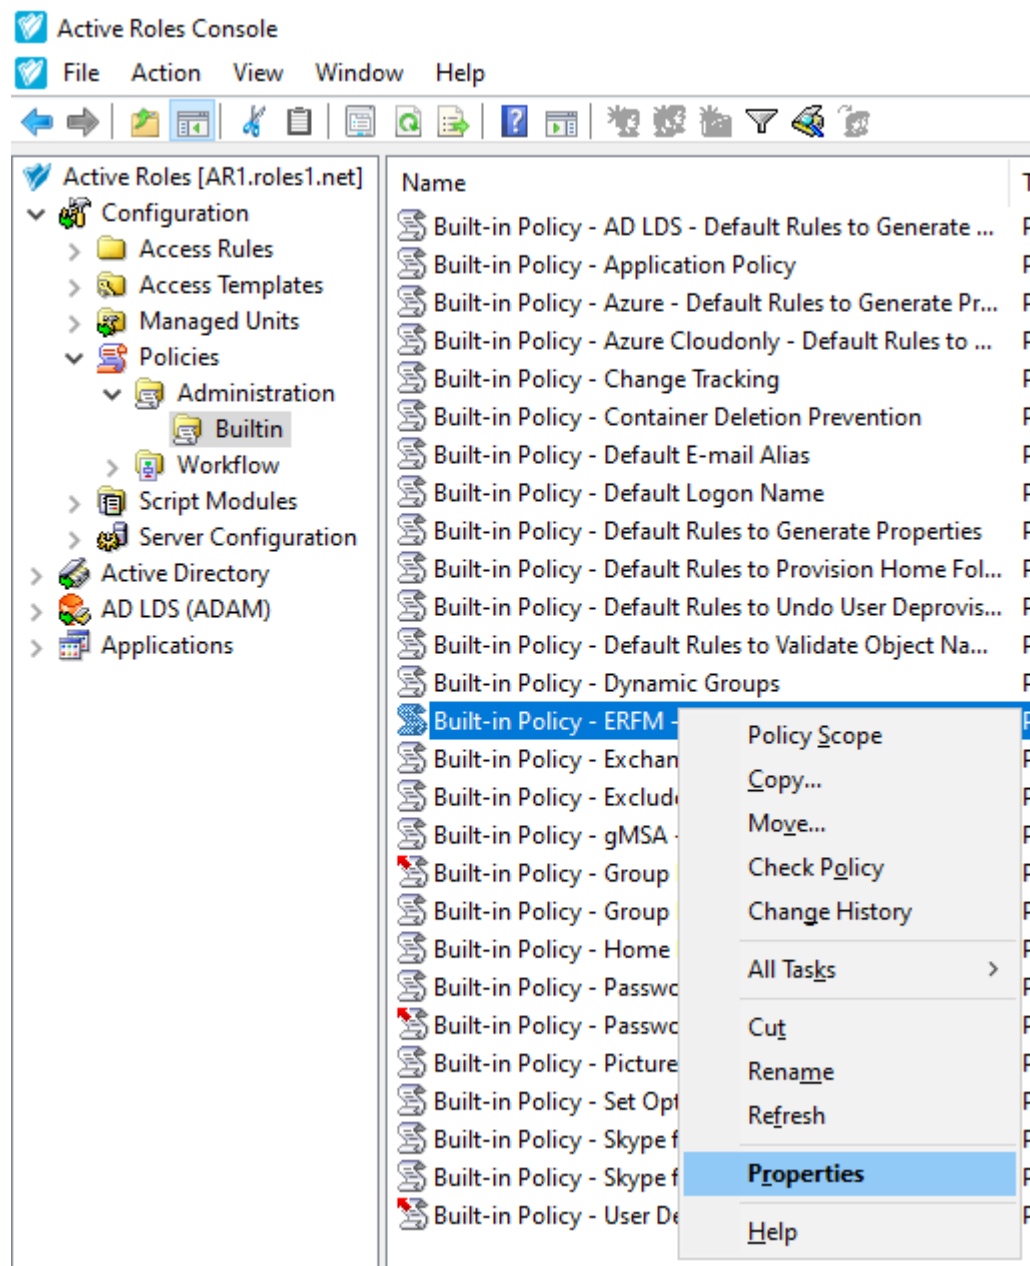 Active Roles Console
File Action View Window Help
Active Roles [AR1.roles1.net]
Configuration
Access Rules
Access Templates
Managed Units
Policies
Administration
Builtin
Workflow
Script Modules
Server Configuration
Active Directory
AD LDS (ADAM)
Applications
Name
Built-in Policy - AD LDS - Default Rules to Generate ...
Built-in Policy - Application Policy
Built-in Policy - Azure - Default Rules to Generate Pr...
Built-in Policy - Azure Cloudonly - Default Rules to ...
Built-in Policy - Change Tracking
Built-in Policy - Container Deletion Prevention
Built-in Policy - Default E-mail Alias
Built-in Policy - Default Logon Name
Built-in Policy - Default Rules to Generate Properties
Built-in Policy - Default Rules to Provision Home Fol...
Built-in Policy - Default Rules to Undo User Deprovis...
Built-in Policy - Default Rules to Validate Object Na...
Built-in Policy - Dynamic Groups
Built-in Policy - ERFM -
Built-in Policy - Exchan
Built-in Policy - Exclud
Built-in Policy - gMSA -
Built-in Policy - Group
Built-in Policy - Group
Built-in Policy - Home
Built-in Policy - Passwo
Built-in Policy - Passwo
Built-in Policy - Picture
Built-in Policy - Set Opt
Built-in Policy - Skype f
Built-in Policy - Skype f
Built-in Policy - User De
Policy Scope
Copy...
Move...
Check Policy
Change History
All Tasks
Cut
Rename
Refresh
Properties
Help